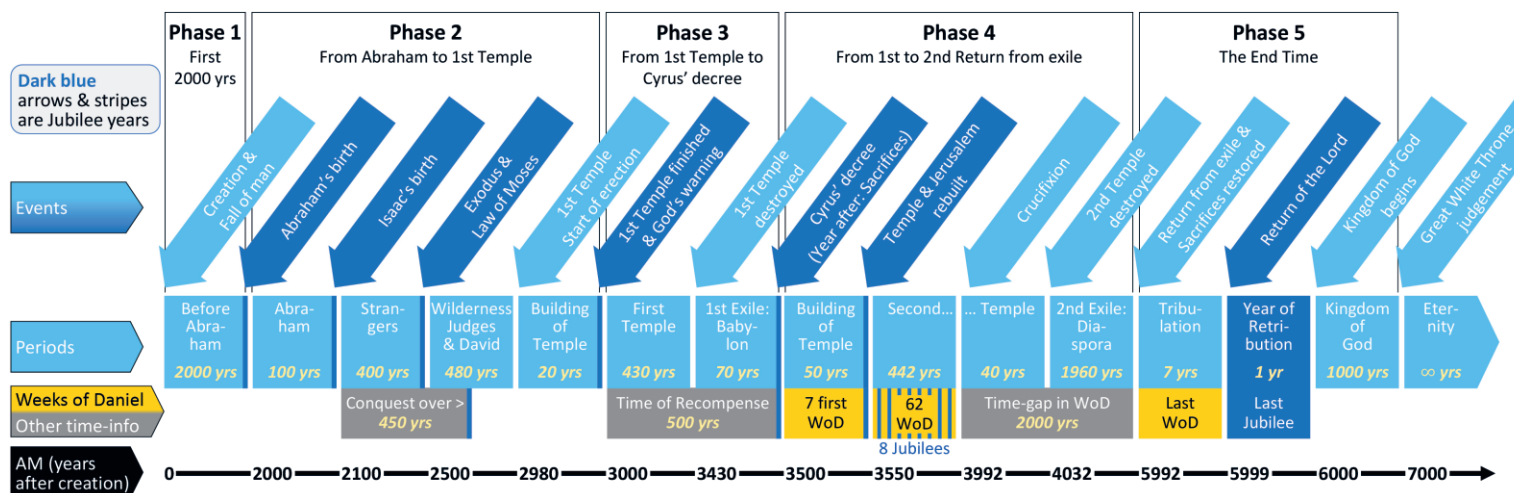 Phase 1
First
2000 yrs
Phase 2
From Abraham to 1st Temple
Phase 3
From 1st Temple to
Cyrus’ decree
Phase 4
From 1st to 2nd Return from exile
Phase 5
The End Time
Dark blue
arrows & stripes
are Jubilee years
Events
Creation &
Fall of man
Abraham’s birth
Isaac’s birth
Exodus &
Law of Moses
1st Temple
Start of erection
1st Temple finished
& God’s warning
1st Temple
destroyed
Cyrus’ decree
(Year after: Sacrifices)
Temple & Jerusalem
rebuilt
Crucifixion
2nd Temple
destroyed
Return from exile &
Sacrifices restored
Return of the Lord
Kingdom of God
begins
Great White Throne
judgement
Periods
Before
Abra-
ham
2000 yrs
Abra-
ham
100 yrs
Stran-
gers
400 yrs
Wilderness
Judges
& David
480 yrs
Building
of
Temple
20 yrs
First
Temple
430 yrs
1st Exile:
Baby-
lon
70 yrs
Building
of
Temple
50 yrs
Second...
442 yrs
... Temple
40 yrs
2nd Exile:
Dia-
spora
1960 yrs
Tribu-
lation
7 yrs
Year of
Retri-
bution
1 yr
Kingdom
of
God
1000 yrs
Eter-
nity
∞ yrs
Weeks of Daniel
Other time-info
Conquest over >
450 yrs
Time of Recompense
500 yrs
7 first
WoD
62
WoD
8 Jubilees
Time-gap in WoD
2000 yrs
Last
WoD
Last
Jubilee
AM (years
after creation)
0 2000 2100 2500 2980 3000 3430 3500 3550 3992 4032 5992 5999 6000 7000